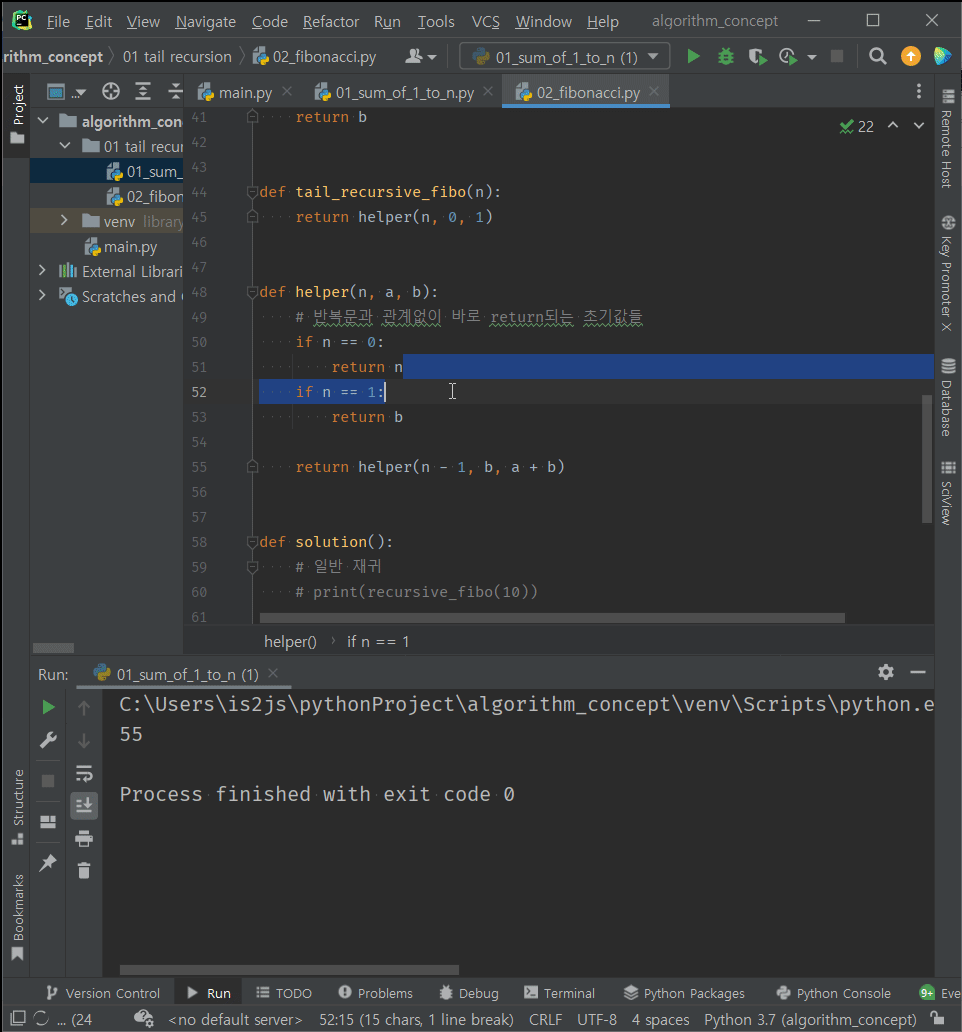 File Edit View Navigate Code Refactor Run Tools VCS Window Help algorithm_concept
rithm_concept 01 tail recursion 02_fibonacci.py 01_sum_of_1_to_n (1)
Project
main.py 01_sum_of_1_to_n.py 02_fibonacci.py
algorithm_con
01 tail recur
01_sum_
02_fibon
venv library
main.py
External Librari
Scratches and
22
41 return b
42
43
44 def tail_recursive_fibo(n):
45 return helper(n, 0, 1)
46
47
48 def helper(n, a, b):
49 # 반복문과 관계없이 바로 return되는 초기값들
50 if n == 0:
51 return n
52 if n == 1:
53 return b
54
55 return helper(n - 1, b, a + b)
56
57
58 def solution():
59 # 일반 재귀
60 # print(recursive_fibo(10))
61
helper() if n == 1
Remote Host
Key Promoter X
Database
SciView
Run: 01_sum_of_1_to_n (1)
C:\Users\is2js\pythonProject\algorithm_concept\venv\Scripts\python.e
55
Process finished with exit code 0
Structure
Bookmarks
Version Control Run TODO Problems Debug Terminal Python Packages Python Console 9+ Eve
... (24 <no default server> 52:15 (15 chars, 1 line break) CRLF UTF-8 4 spaces Python 3.7 (algorithm_concept)